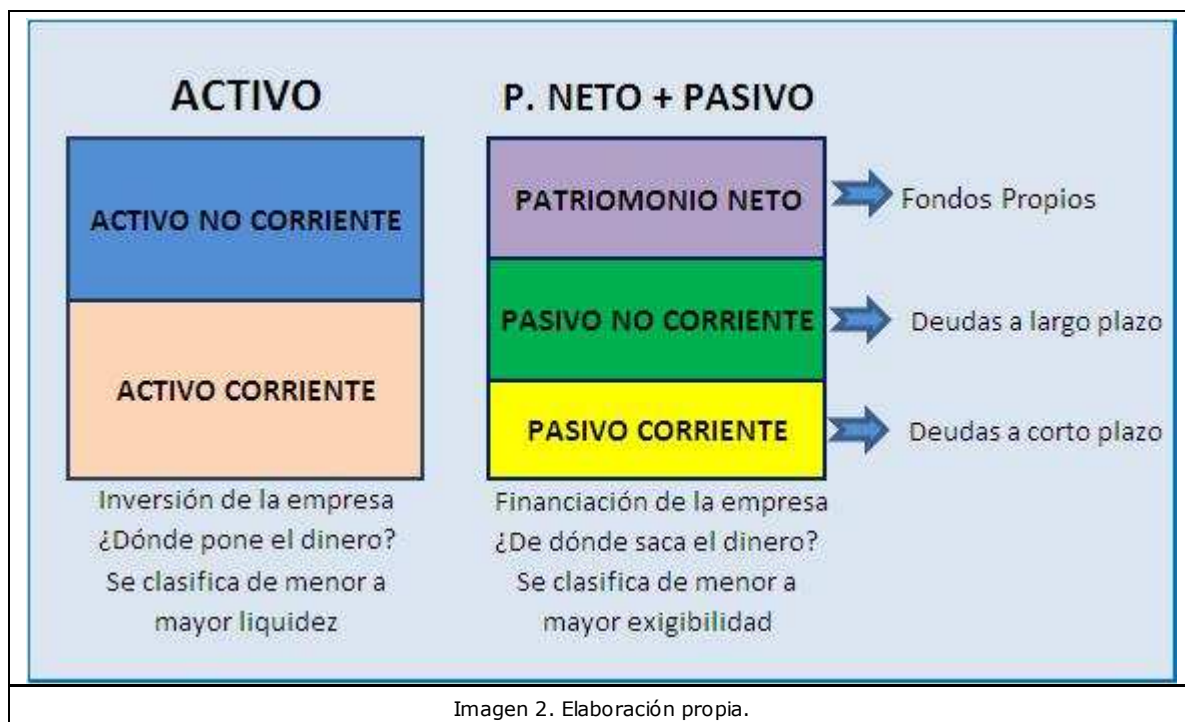 ACTIVO
P. NETO + PASIVO
ACTIVO NO CORRIENTE
ACTIVO CORRIENTE
PATRIOMONIO NETO
PASIVO NO CORRIENTE
PASIVO CORRIENTE
Fondos Propios
Deudas a largo plazo
Deudas a corto plazo
Inversión de la empresa
¿Dónde pone el dinero?
Se clasifica de menor a
mayor liquidez
Financiación de la empresa
¿De dónde saca el dinero?
Se clasifica de menor a
mayor exigibilidad
Imagen 2. Elaboración propia.